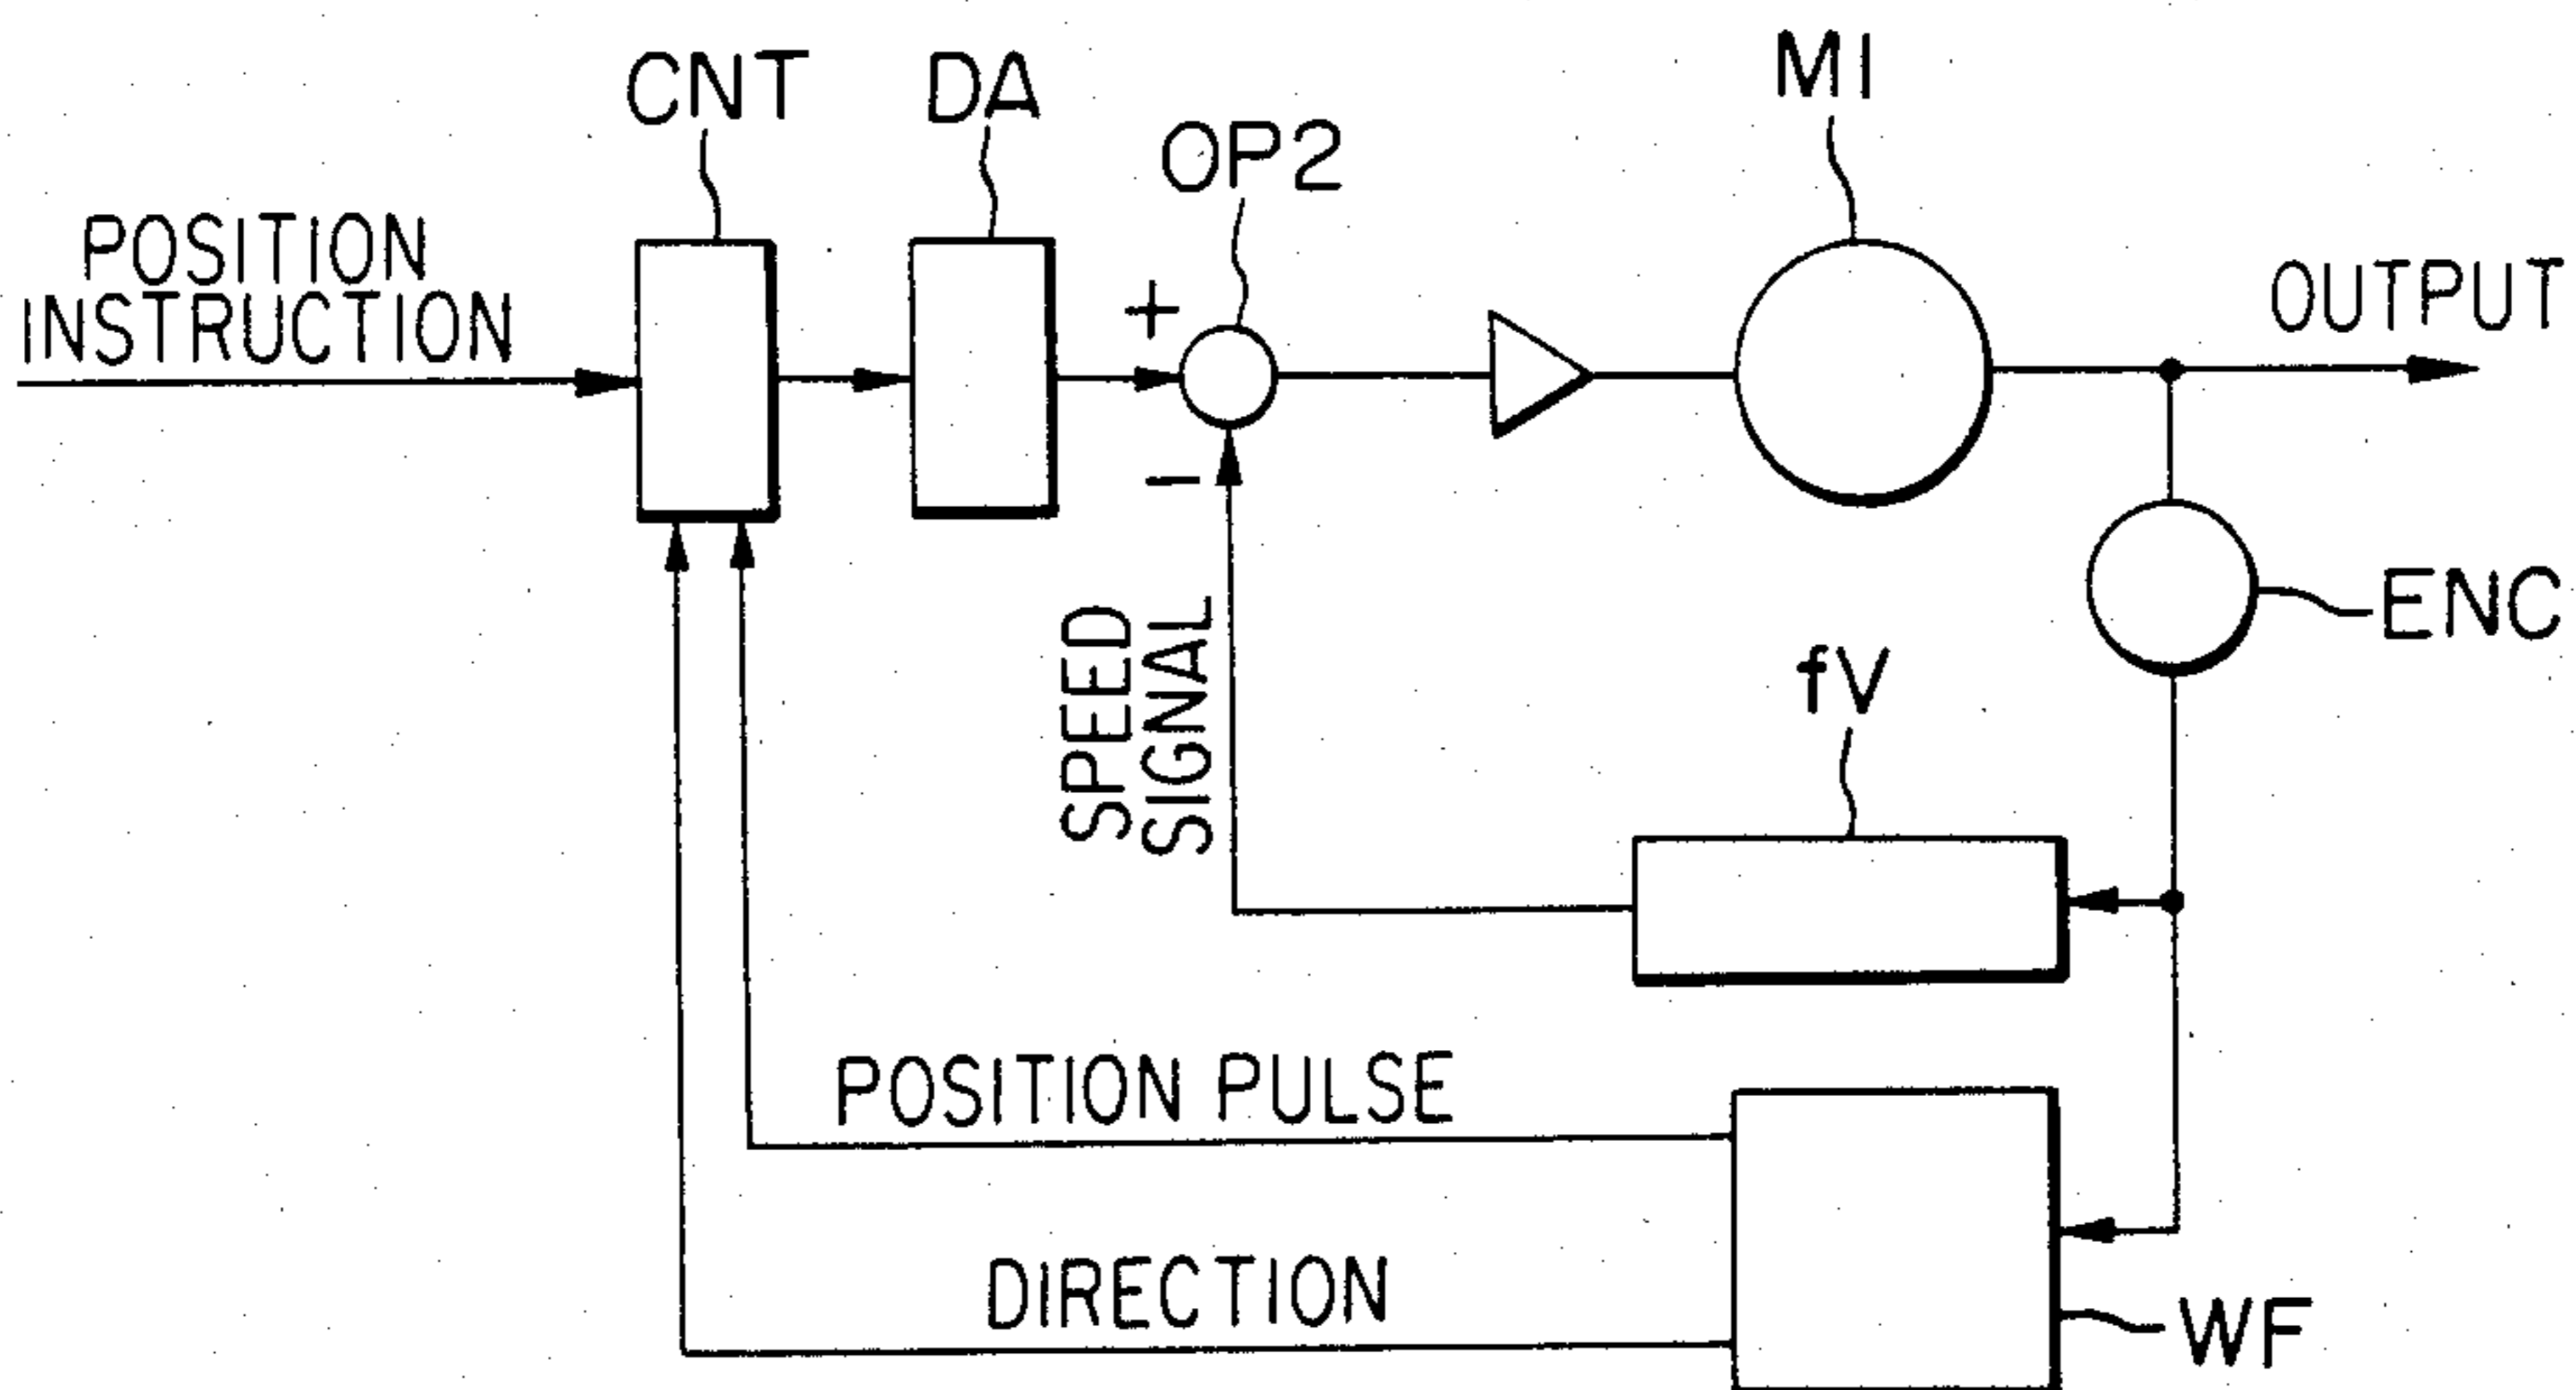 CNT
DA
OP2
M1
POSITION
INSTRUCTION
+
−
OUTPUT
ENC
SPEED
SIGNAL
fV
POSITION PULSE
DIRECTION
WF